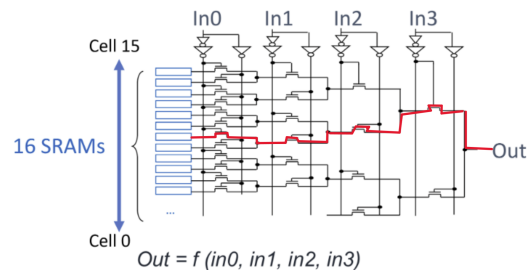 In0 In1 In2 In3
Cell 15
16 SRAMs
Out
...
Cell 0
Out = f (in0, in1, in2, in3)